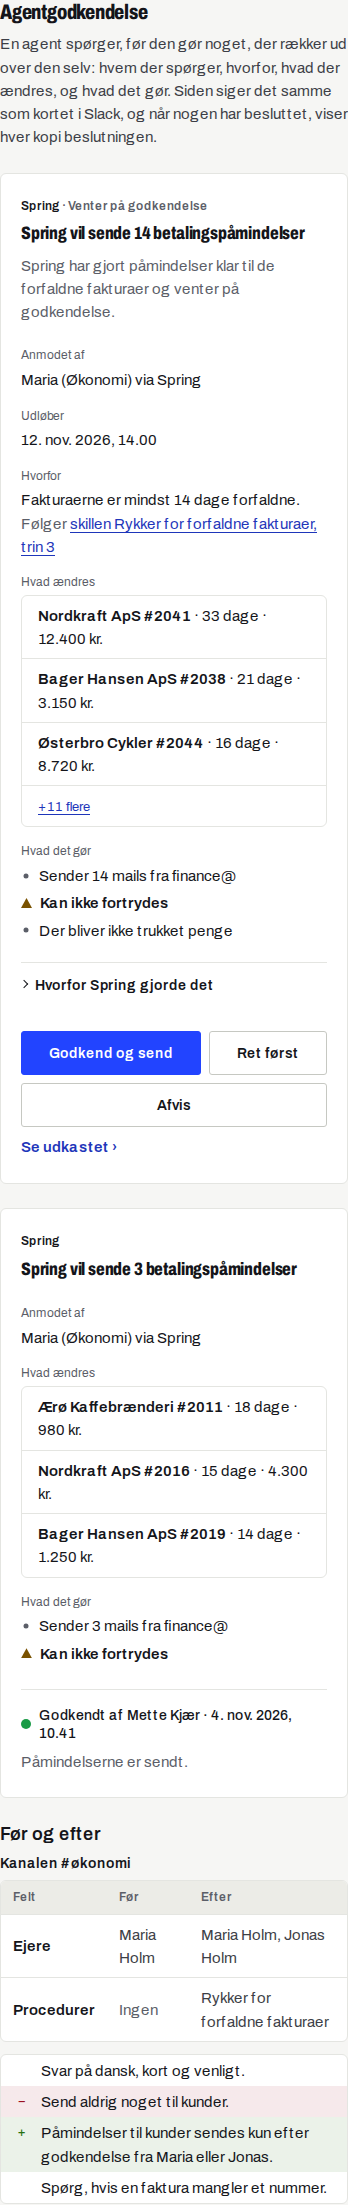 Agentgodkendelse
En agent spørger, før den gør noget, der rækker ud
over den selv: hvem der spørger, hvorfor, hvad der
ændres, og hvad det gør. Siden siger det samme
som kortet i Slack, og når nogen har besluttet, viser
hver kopi beslutningen.
Spring · Venter på godkendelse
Spring vil sende 14 betalingspåmindelser
Spring har gjort påmindelser klar til de
forfaldne fakturaer og venter på
godkendelse.
Anmodet af
Maria (Økonomi) via Spring
Udløber
12. nov. 2026, 14.00
Hvorfor
Fakturaerne er mindst 14 dage forfaldne.
Følger skillen Rykker for forfaldne fakturaer,
trin 3
Hvad ændres
Nordkraft ApS #2041 · 33 dage ·
12.400 kr.
Bager Hansen ApS #2038 · 21 dage ·
3.150 kr.
Østerbro Cykler #2044 · 16 dage ·
8.720 kr.
+11 flere
Hvad det gør
• Sender 14 mails fra finance@
▲ Kan ikke fortrydes
• Der bliver ikke trukket penge
› Hvorfor Spring gjorde det
Godkend og send Ret først
Afvis
Se udkastet ›
Spring
Spring vil sende 3 betalingspåmindelser
Anmodet af
Maria (Økonomi) via Spring
Hvad ændres
Ærø Kaffebrænderi #2011 · 18 dage ·
980 kr.
Nordkraft ApS #2016 · 15 dage · 4.300
kr.
Bager Hansen ApS #2019 · 14 dage ·
1.250 kr.
Hvad det gør
• Sender 3 mails fra finance@
▲ Kan ikke fortrydes
Godkendt af Mette Kjær · 4. nov. 2026,
10.41
Påmindelserne er sendt.
Før og efter
Kanalen #økonomi
Felt Før Efter
Ejere Maria Holm Maria Holm, Jonas Holm
Procedurer Ingen Rykker for forfaldne fakturaer
Svar på dansk, kort og venligt.
− Send aldrig noget til kunder.
+ Påmindelser til kunder sendes kun efter
godkendelse fra Maria eller Jonas.
Spørg, hvis en faktura mangler et nummer.